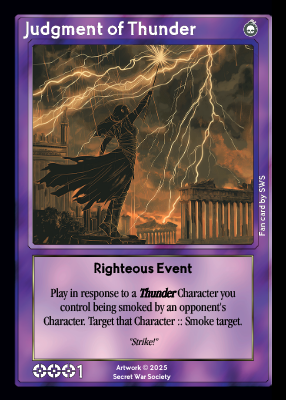 Judgment of Thunder
Fan card by SWS
Righteous Event
Play in response to a Thunder Character you
control being smoked by an opponent's
Character. Target that Character :: Smoke target.
"Strike!"
1
Artwork © 2025
Secret War Society